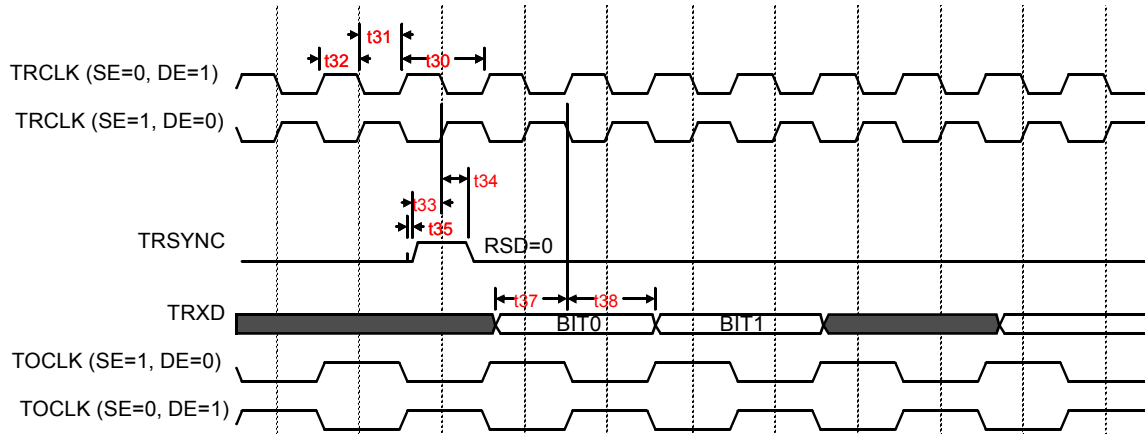 t31
t32
t30
TRCLK (SE=0, DE=1)
TRCLK (SE=1, DE=0)
t34
t33
t35
TRSYNC
RSD=0
t37
t38
TRXD
BIT0
BIT1
TOCLK (SE=1, DE=0)
TOCLK (SE=0, DE=1)